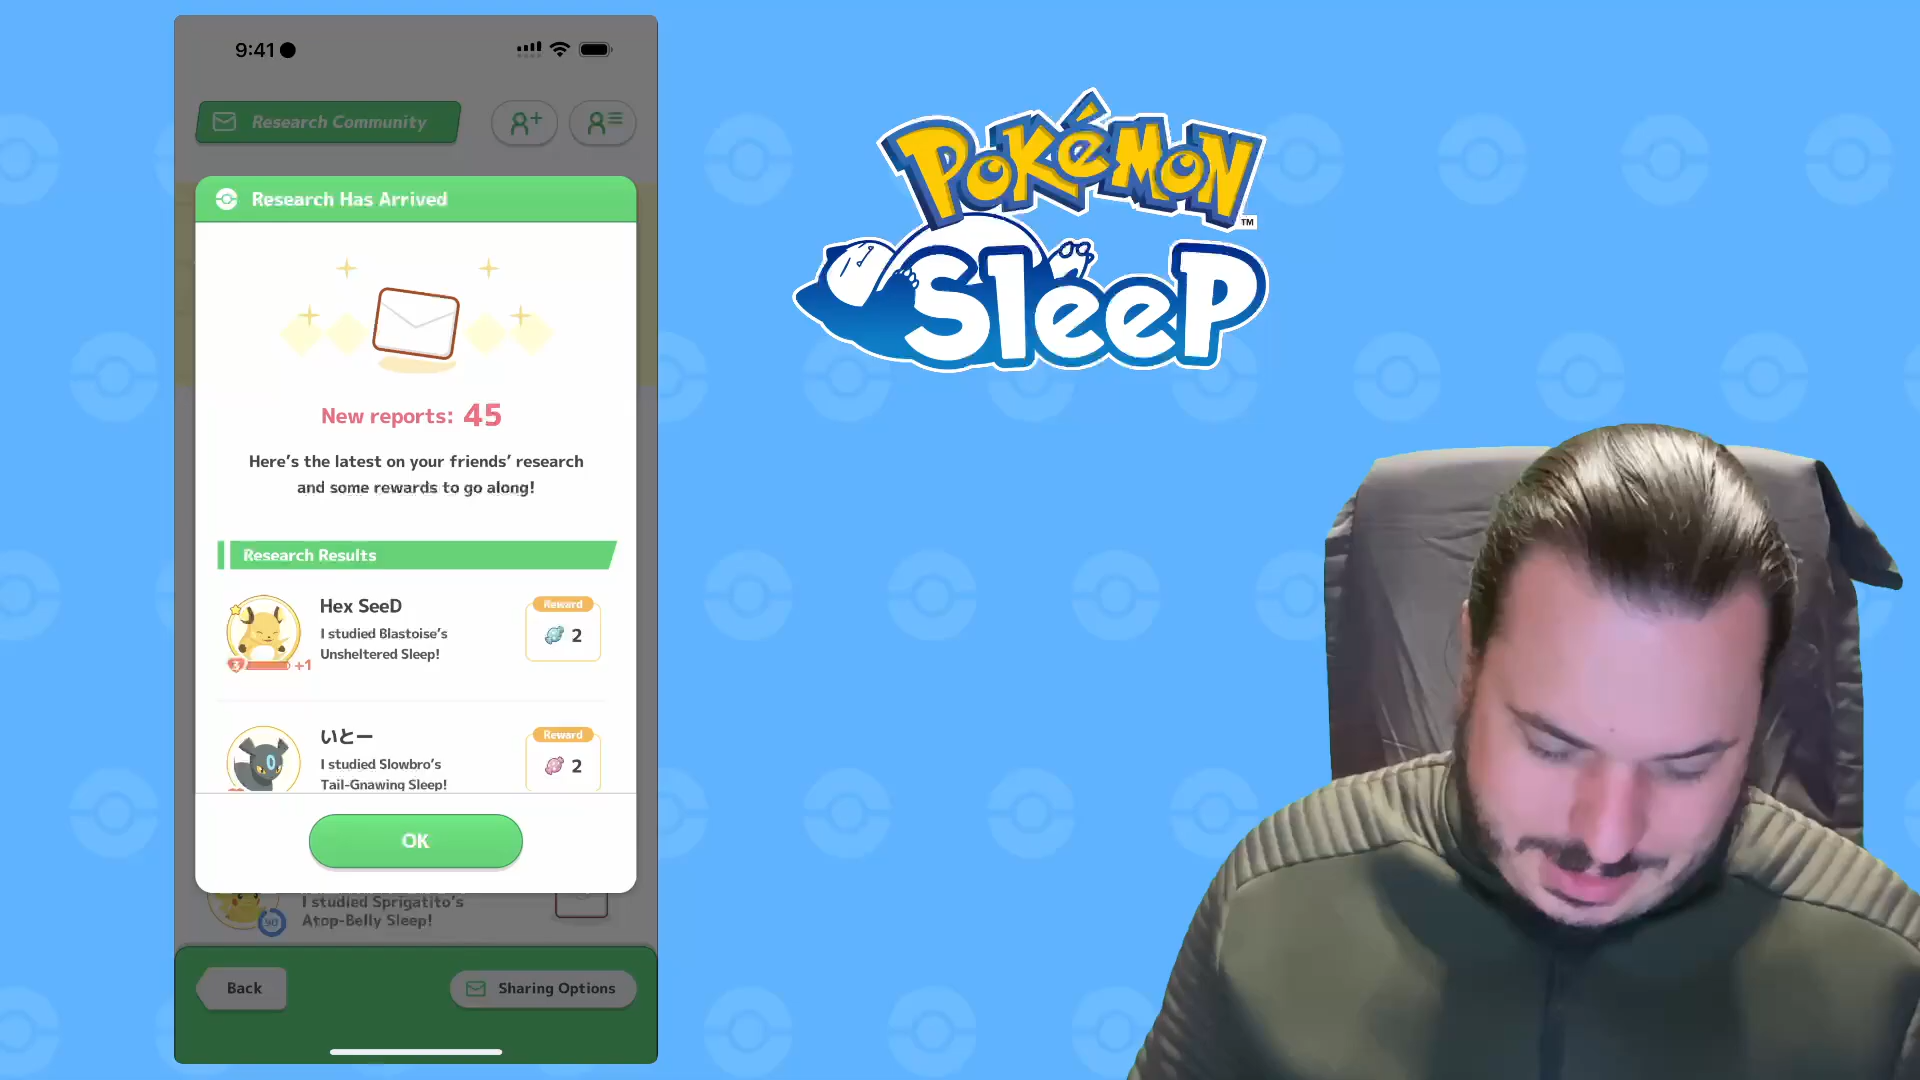 9:41
Research Community
Research Has Arrived
New reports: 45
Here's the latest on your friends' research
and some rewards to go along!
Research Results
Hex SeeD
I studied Blastoise's
Unsheltered Sleep!
Reward
2
3
+1
いとー
I studied Slowbro's
Tail-Gnawing Sleep!
Reward
2
OK
I studied Sprigatito's
Atop-Belly Sleep!
90
Back
Sharing Options
POKéMON
TM
Sleep